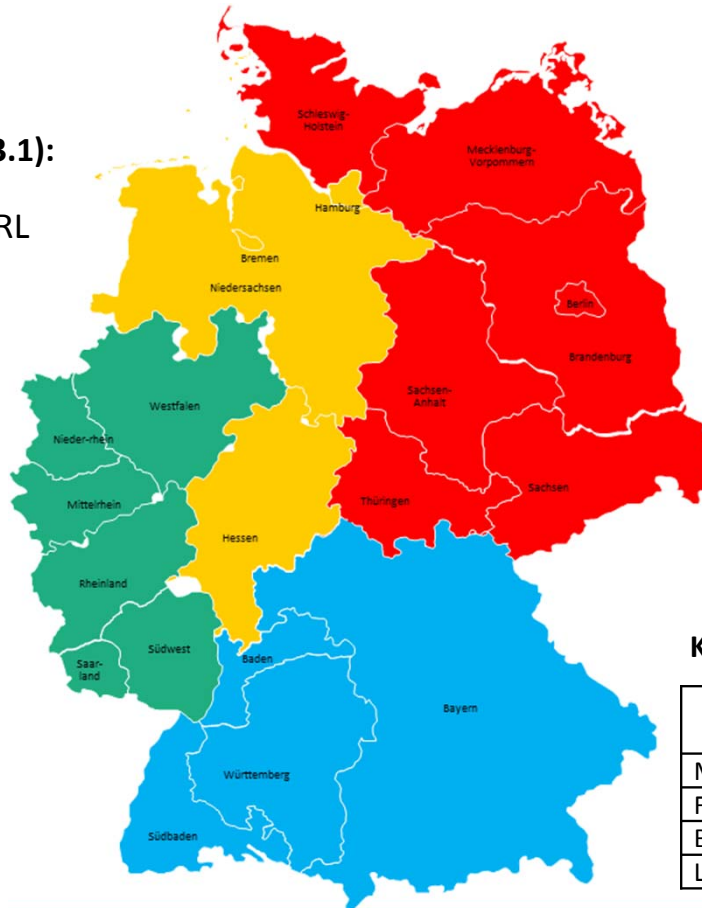 3.1):
RL
Schleswig-
Holstein
Mecklenburg-
Vorpommern
Hamburg
Bremen
Niedersachsen
Berlin
Brandenburg
Sachsen-
Anhalt
Westfalen
Nieder-rhein
Mittelrhein
Thüringen
Sachsen
Hessen
Rheinland
Südwest
Saar-
land
Baden
Bayern
Württemberg
Südbaden
K
N
F
E
L